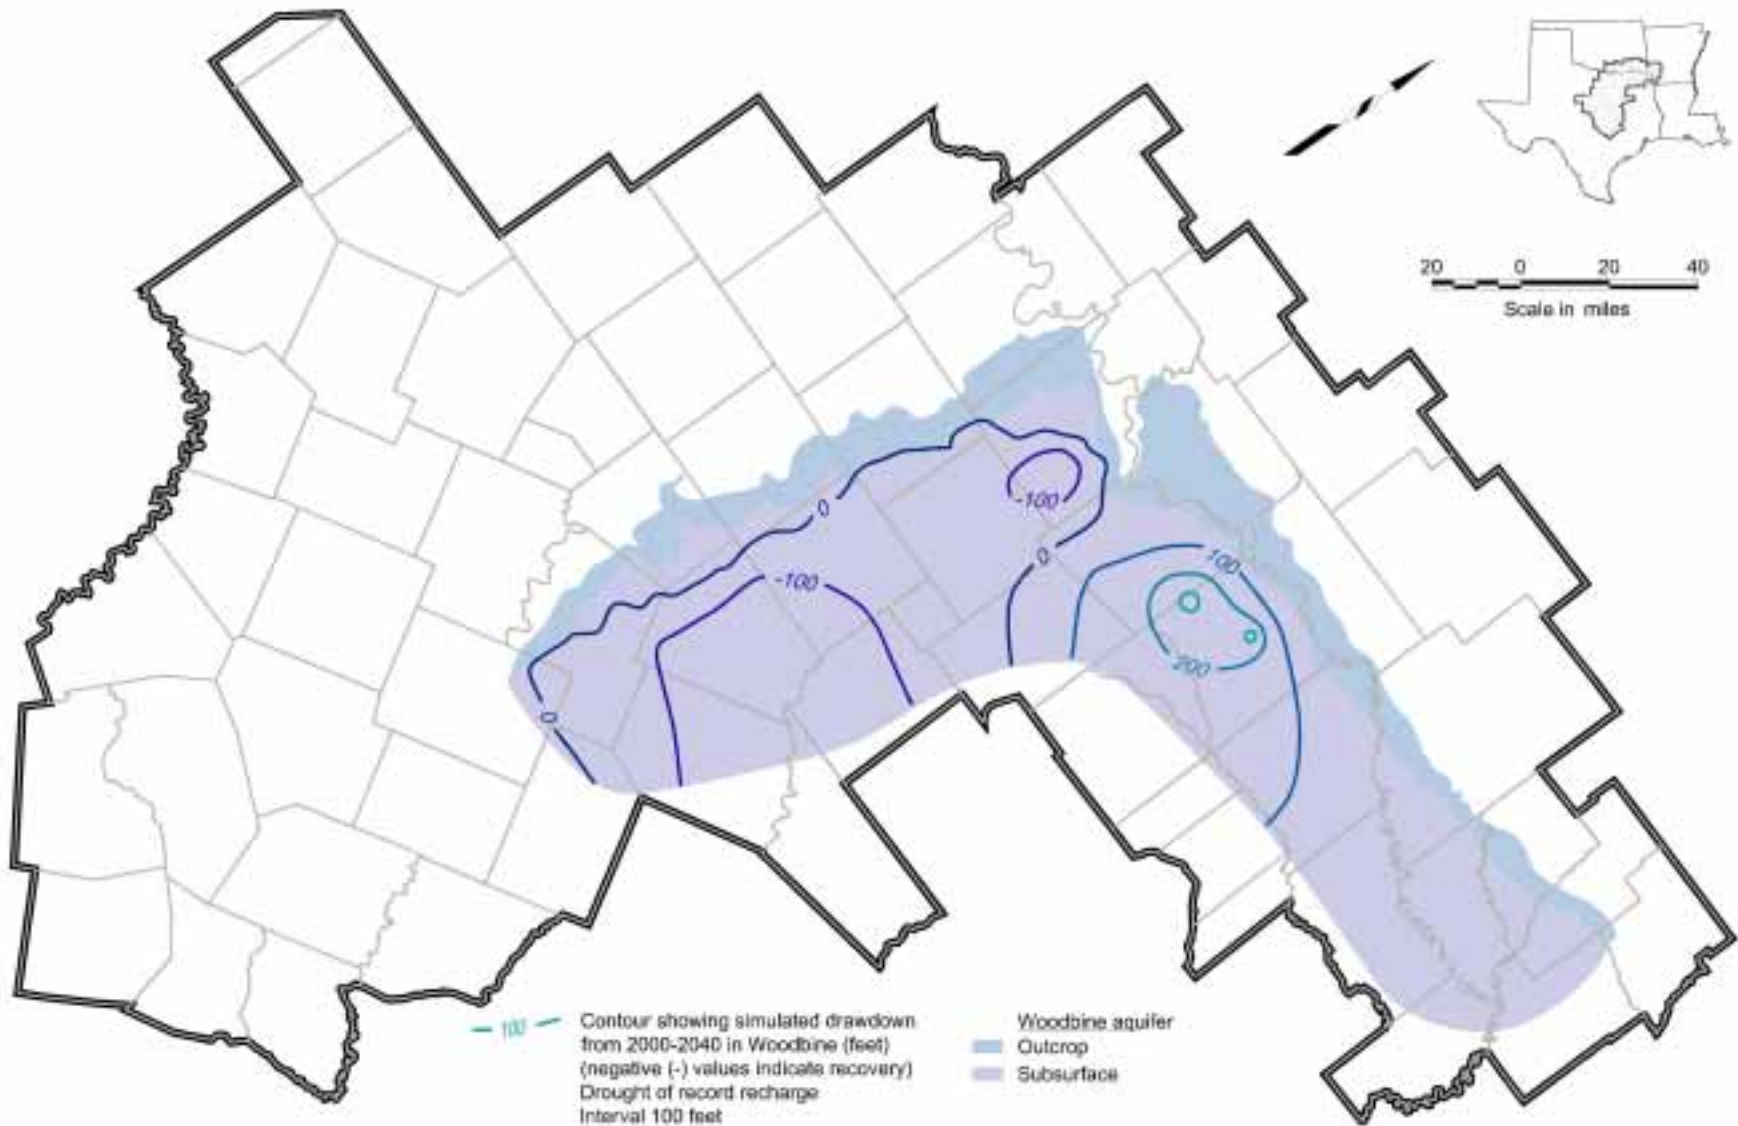 20 0 20 40
Scale in miles
-100
0
0
100
-100
200
0
100
Contour showing simulated drawdown
from 2000-2040 in Woodbine (feet)
(negative (-) values indicate recovery)
Drought of record recharge
Interval 100 feet
Woodbine aquifer
Outcrop
Subsurface